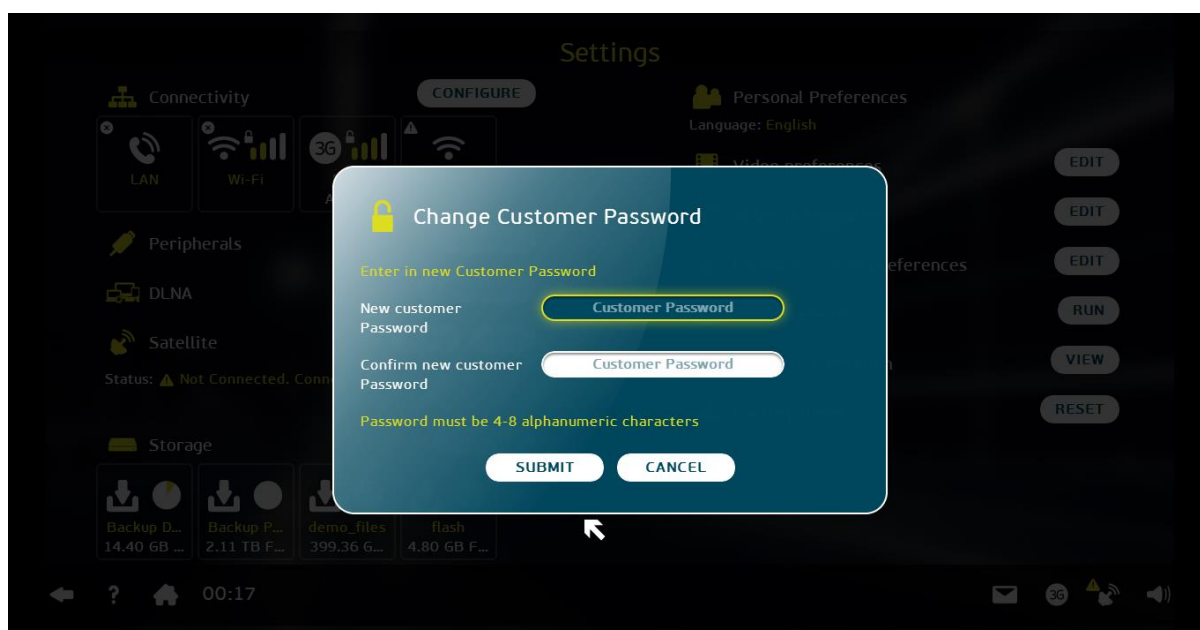 Settings
Connectivity
CONFIGURE
LAN
Wi-Fi
3G
Peripherals
DLNA
Satellite
Status: Not Connected.
Storage
Backup D...
14.40 GB ...
Backup P...
2.11 TB F...
demo_files
399.36 G...
flash
4.80 GB F...
Personal Preferences
Language: English
Video preferences
EDIT
EDIT
eferences
EDIT
RUN
VIEW
RESET
Change Customer Password
Enter in new Customer Password
New customer
Password
Customer Password
Confirm new customer
Password
Customer Password
Password must be 4-8 alphanumeric characters
SUBMIT
CANCEL
?
00:17
3G